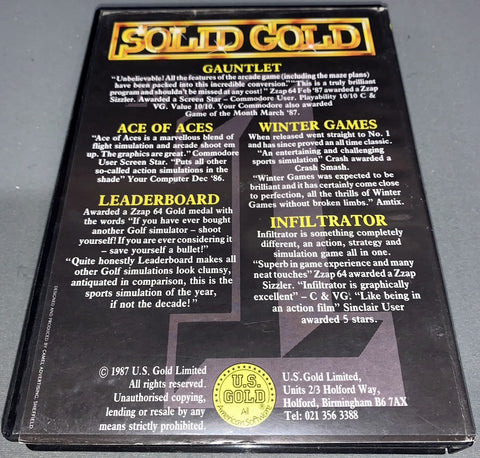 SOLID GOLD
GAUNTLET
"Unbelievable! All the features of the arcade game (including the maze plans)
have been packed into this incredible conversion." "This is a truly brilliant
program and shouldn't be missed at any cost!" Zzap 64 Feb '87 awarded a Zzap
Sizzler. Awarded a Screen Star – Commodore User. Playability 10/10 C &
VG. Value 10/10. Your Commodore also awarded
Game of the Month March '87.
ACE OF ACES
"Ace of Aces is a marvellous blend of
flight simulation and arcade shoot em
up. The graphics are great." Commodore
User Screen Star. "Puts all other
so-called action simulations in the
shade" Your Computer Dec '86.
LEADERBOARD
Awarded a Zzap 64 Gold medal with
the words "If you have ever bought
another Golf simulator – shoot
yourself! If you are ever considering it
– save yourself a bullet!"
"Quite honestly Leaderboard makes all
other Golf simulations look clumsy,
antiquated in comparison, this is the
sports simulation of the year,
if not the decade!"
WINTER GAMES
When released went straight to No. 1
and has since proved an all time classic.
"An entertaining and challenging
sports simulation" Crash awarded a
Crash Smash.
"Winter Games was expected to be
brilliant and it has certainly come close
to perfection, all the thrills of Winter
Games without broken limbs." Amtix.
INFILTRATOR
Infiltrator is something completely
different, an action, strategy and
simulation game all in one.
"Superb in game experience and many
neat touches" Zzap 64 awarded a Zzap
Sizzler. "Infiltrator is graphically
excellent" – C & VG. "Like being in
an action film" Sinclair User
awarded 5 stars.
DESIGNED AND PRODUCED BY CAMEL ADVERTISING, SHEFFIELD
© 1987 U.S. Gold Limited
All rights reserved.
Unauthorised copying,
lending or resale by any
means strictly prohibited.
U.S.
GOLD
All
American Software
U.S. Gold Limited,
Units 2/3 Holford Way,
Holford, Birmingham B6 7AX
Tel: 021 356 3388